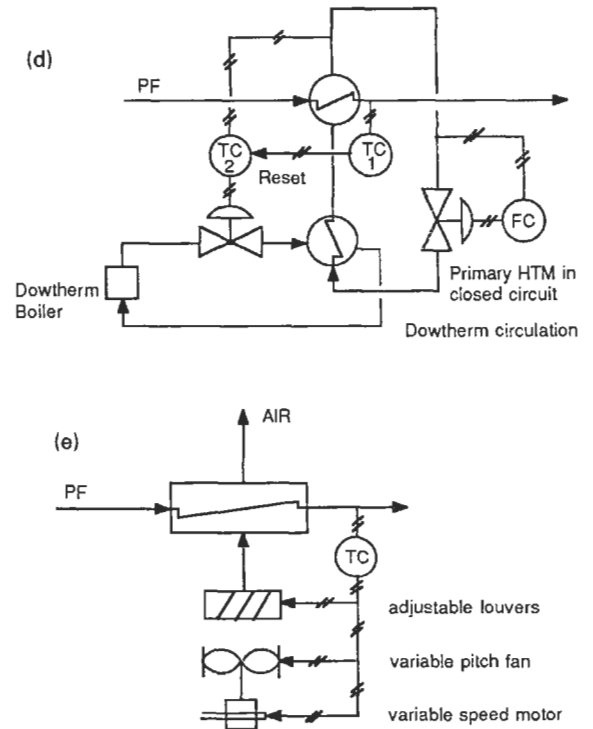 (d)
PF
TC
2
Reset
TC
1
FC
Dowtherm
Boiler
Primary HTM in
closed circuit
Dowtherm circulation
(e)
AIR
PF
TC
adjustable louvers
variable pitch fan
variable speed motor